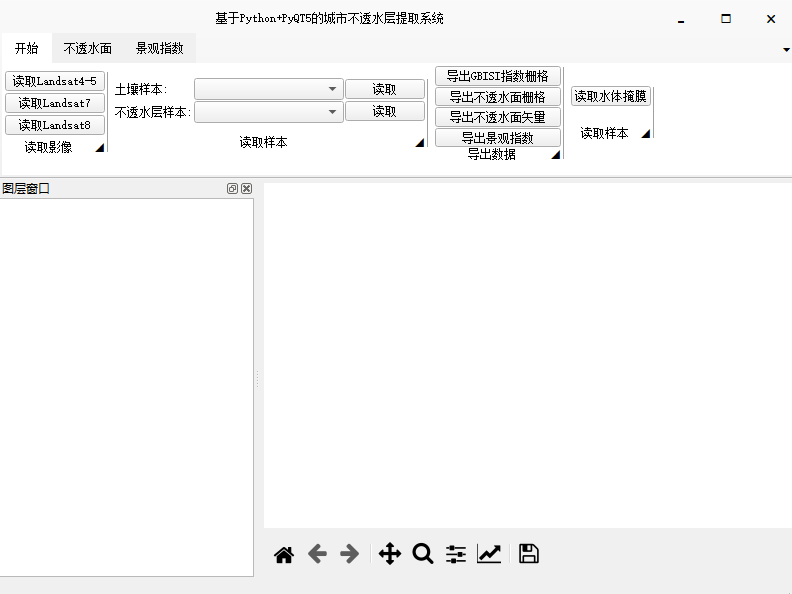 基于Python+PyQT5的城市不透水层提取系统
开始 不透水面 景观指数
读取Landsat4-5
读取Landsat7
读取Landsat8
读取影像
土壤样本: 读取
不透水层样本: 读取
读取样本
导出GBISI指数栅格
导出不透水面栅格
导出不透水面矢量
导出景观指数
导出数据
读取水体掩膜
读取样本
图层窗口